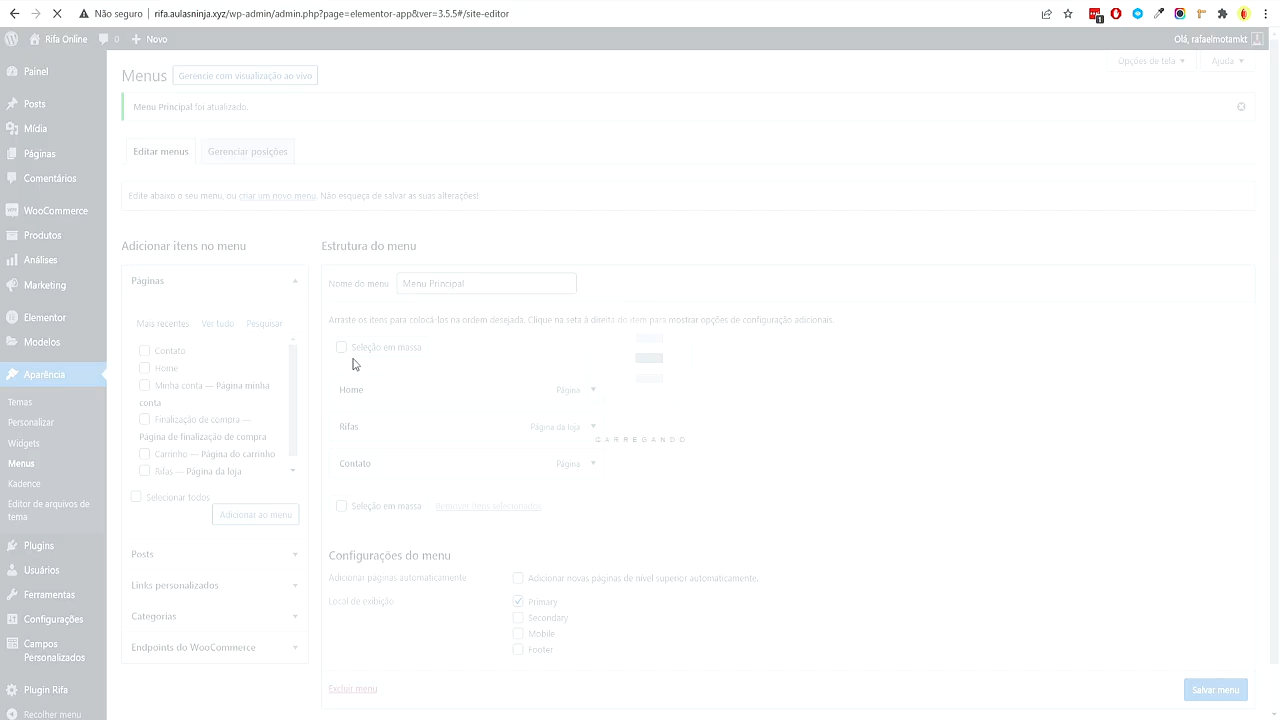 Não seguro rifa.aulasninja.xyz/wp-admin/admin.php?page=elementor-app&ver=3.5.5#/site-editor
1
Rifa Online 0 Novo Olá, rafaelmotamkt
Painel
Posts
Mídia
Páginas
Comentários
WooCommerce
Produtos
Análises
Marketing
Elementor
Modelos
Aparência
Temas
Personalizar
Widgets
Menus
Kadence
Editor de arquivos de
tema
Plugins
Usuários
Ferramentas
Configurações
Campos
Personalizados
Plugin Rifa
Recolher menu
Menus Gerencie com visualização ao vivo Opções de tela Ajuda
Menu Principal foi atualizado.
Editar menus Gerenciar posições
Edite abaixo o seu menu, ou criar um novo menu. Não esqueça de salvar as suas alterações!
Adicionar itens no menu
Páginas
Mais recentes Ver tudo Pesquisar
Contato
Home
Minha conta — Página minha
conta
Finalização de compra —
Página de finalização de compra
Carrinho — Página do carrinho
Rifas — Página da loja
Selecionar todos
Adicionar ao menu
Posts
Links personalizados
Categorias
Endpoints do WooCommerce
Estrutura do menu
Nome do menu Menu Principal
Arraste os itens para colocá-los na ordem desejada. Clique na seta à direita do item para mostrar opções de configuração adicionais.
Seleção em massa
Home Página
Rifas Página da loja
CARREGANDO
Contato Página
Seleção em massa Remover itens selecionados
Configurações do menu
Adicionar páginas automaticamente Adicionar novas páginas de nível superior automaticamente.
Local de exibição Primary
Secondary
Mobile
Footer
Excluir menu Salvar menu